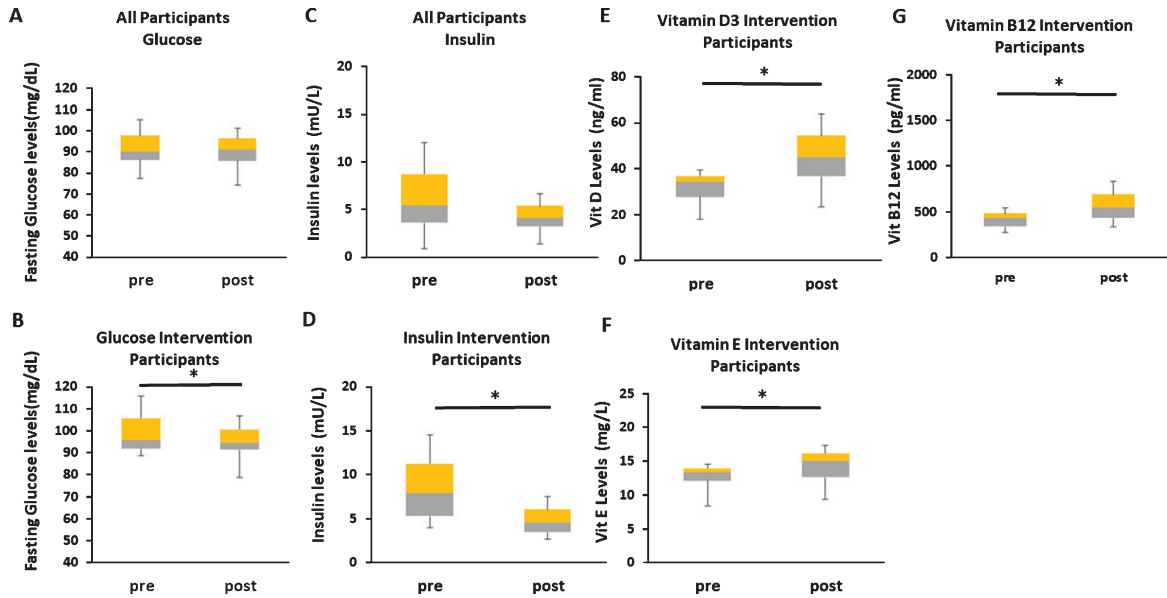 A
All Participants
Glucose
Fasting Glucose levels(mg/dL)
120
110
100
90
80
70
60
50
40
pre
post
C
All Participants
Insulin
Insulin levels (mU/L)
20
15
10
5
0
pre
post
E
Vitamin D3 Intervention
Participants
Vit D Levels (ng/ml)
80
60
40
20
0
*
pre
post
G
Vitamin B12 Intervention
Participants
Vit B12 Levels (pg/ml)
2000
1500
1000
500
0
*
pre
post
B
Glucose Intervention
Participants
Fasting Glucose levels(mg/dL)
120
110
100
90
80
70
60
50
40
*
pre
post
D
Insulin Intervention
Participants
Insulin levels (mU/L)
20
15
10
5
0
*
pre
post
F
Vitamin E Intervention
Participants
Vit E Levels (mg/L)
25
20
15
10
5
0
*
pre
post